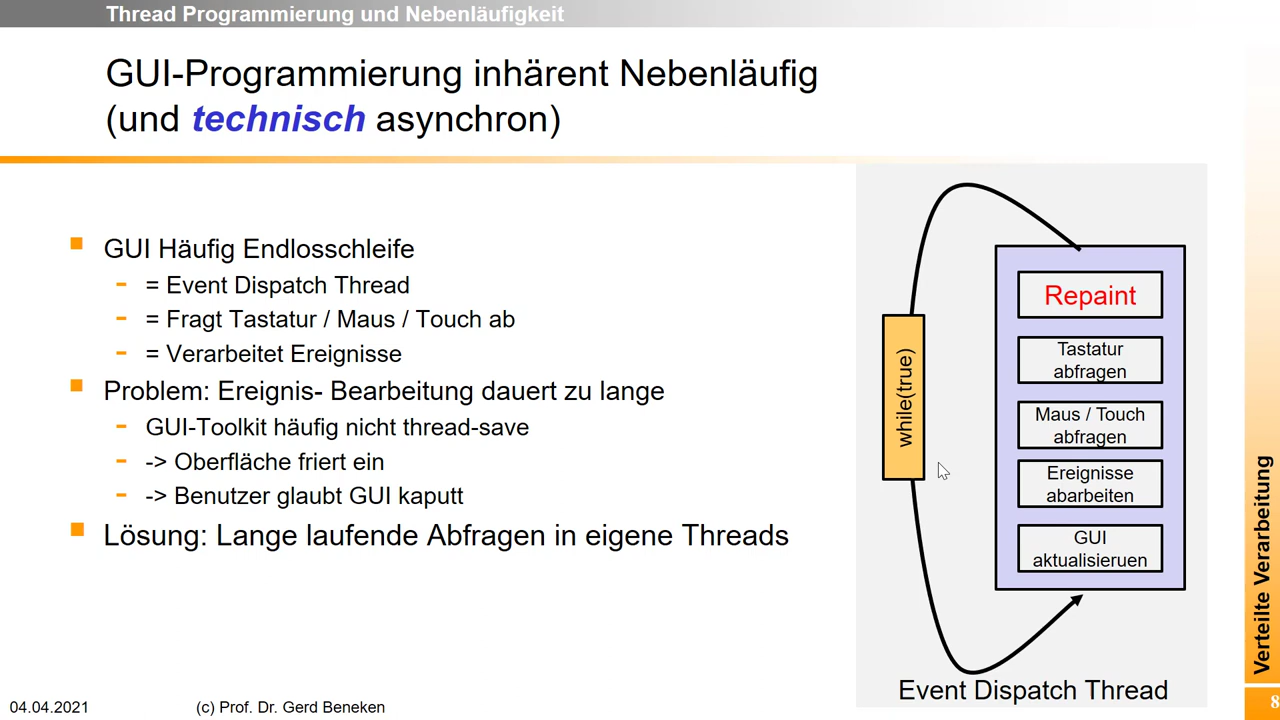 Thread Programmierung und Nebenläufigkeit
GUI-Programmierung inhärent Nebenläufig
(und technisch asynchron)
GUI Häufig Endlosschleife
= Event Dispatch Thread
= Fragt Tastatur / Maus / Touch ab
= Verarbeitet Ereignisse
Problem: Ereignis- Bearbeitung dauert zu lange
GUI-Toolkit häufig nicht thread-save
-> Oberfläche friert ein
-> Benutzer glaubt GUI kaputt
Lösung: Lange laufende Abfragen in eigene Threads
while(true)
Repaint
Tastatur
abfragen
Maus / Touch
abfragen
Ereignisse
abarbeiten
GUI
aktualisieruen
Event Dispatch Thread
Verteilte Verarbeitung
04.04.2021
(c) Prof. Dr. Gerd Beneken
8